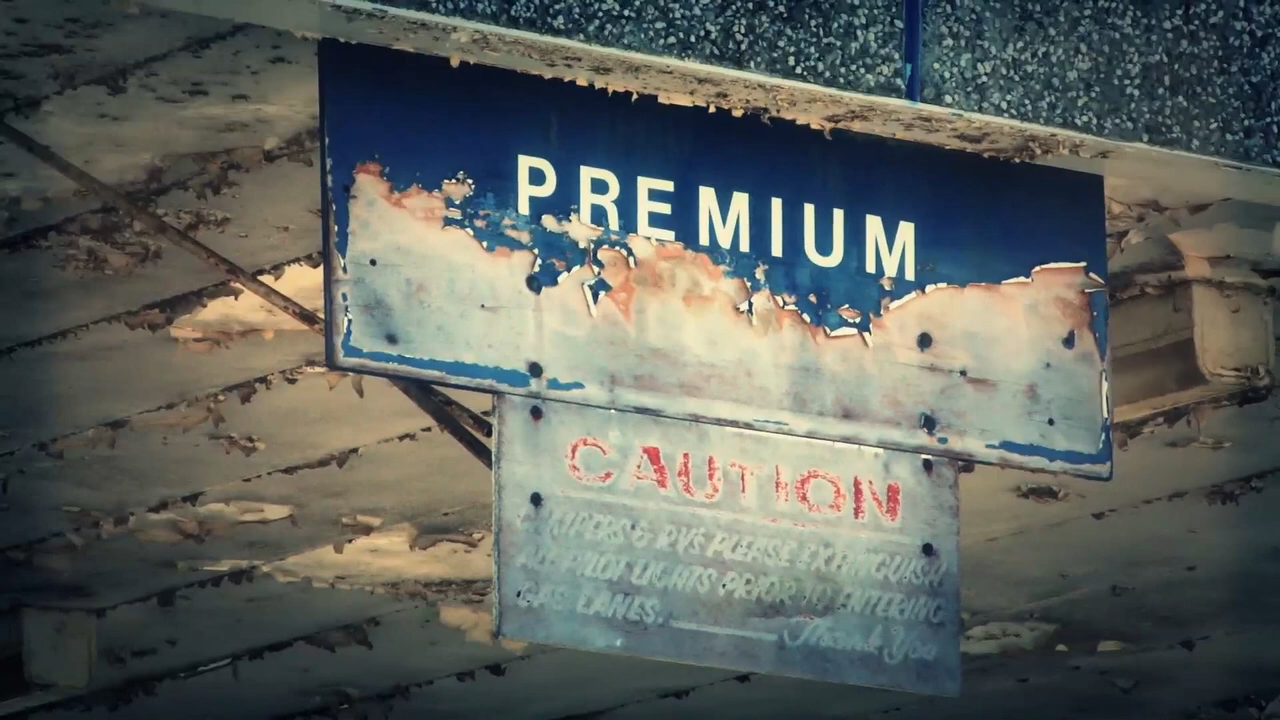 PREMIUM
CAUTION
CAMPERS & RVS PLEASE EXTINGUISH
ALL PILOT LIGHTS PRIOR TO ENTERING
GAS LANES. Thank You